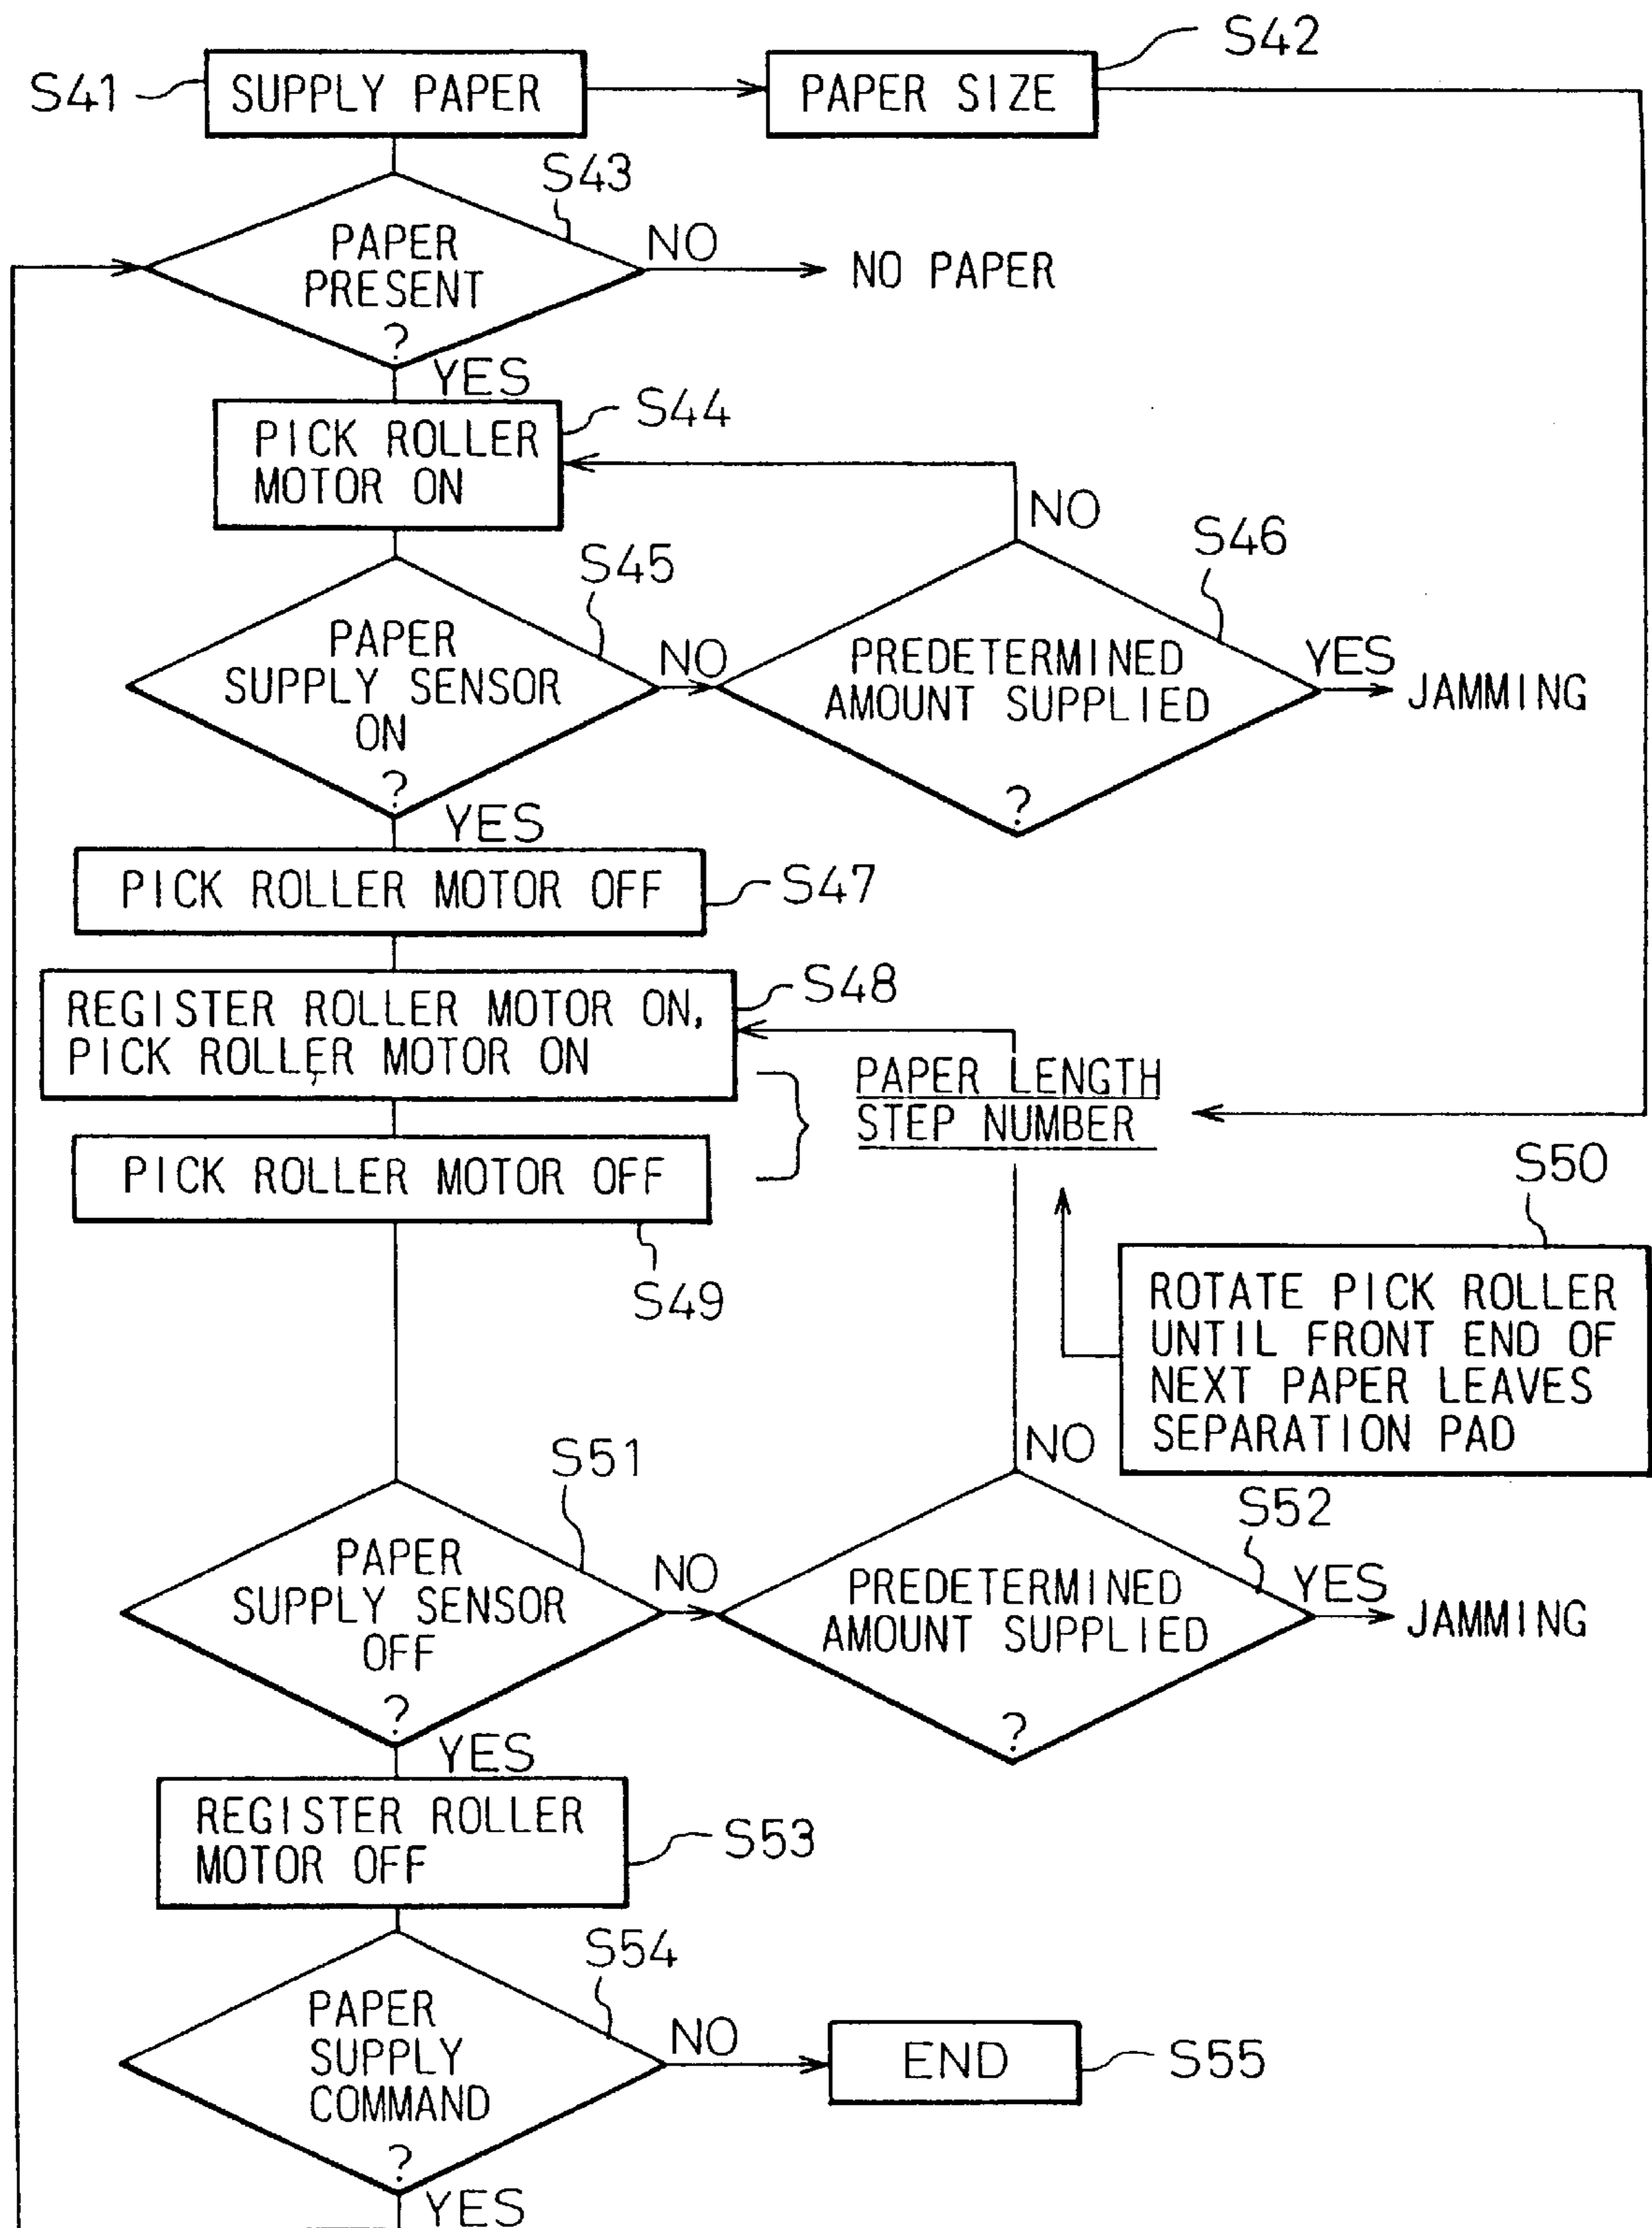 S42
S41
SUPPLY PAPER
PAPER SIZE
S43
PAPER
PRESENT
?
NO
NO PAPER
YES
S44
PICK ROLLER
MOTOR ON
NO
S45
S46
PAPER
SUPPLY SENSOR
ON
?
NO
PREDETERMINED
AMOUNT SUPPLIED
?
YES
JAMMING
YES
PICK ROLLER MOTOR OFF
S47
REGISTER ROLLER MOTOR ON,
PICK ROLLER MOTOR ON
S48
PAPER LENGTH
STEP NUMBER
PICK ROLLER MOTOR OFF
S49
S50
ROTATE PICK ROLLER
UNTIL FRONT END OF
NEXT PAPER LEAVES
SEPARATION PAD
NO
S51
S52
PAPER
SUPPLY SENSOR
OFF
?
NO
PREDETERMINED
AMOUNT SUPPLIED
?
YES
JAMMING
YES
REGISTER ROLLER
MOTOR OFF
S53
S54
PAPER
SUPPLY
COMMAND
?
NO
END
S55
YES